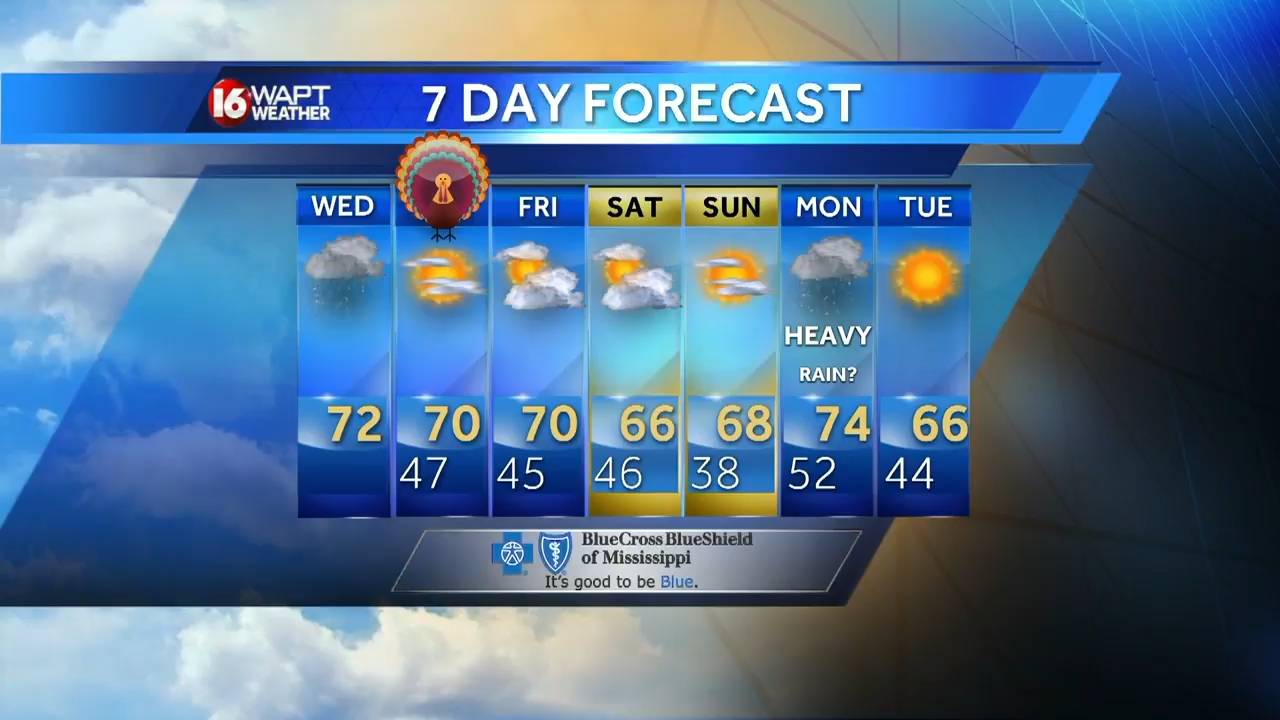 16 WAPT
WEATHER
7 DAY FORECAST
WED FRI SAT SUN MON TUE
HEAVY
RAIN?
72 70 70 66 68 74 66
47 45 46 38 52 44
BlueCross BlueShield
of Mississippi
It's good to be Blue.